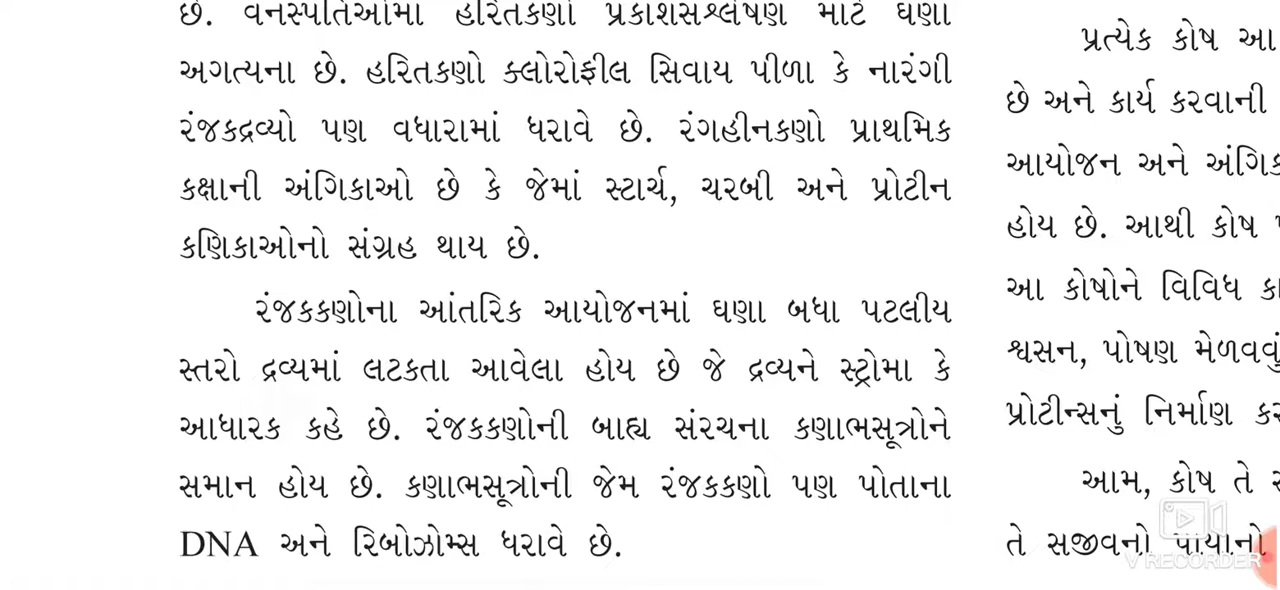 છે. વનસ્પતિઓમાં હરિતકણો પ્રકાશસંશ્લેષણ માટે ઘણા
અગત્યના છે. હરિતકણો ક્લોરોફીલ સિવાય પીળા કે નારંગી
રંજકદ્રવ્યો પણ વધારામાં ધરાવે છે. રંગહીનકણો પ્રાથમિક
કક્ષાની અંગિકાઓ છે કે જેમાં સ્ટાર્ચ, ચરબી અને પ્રોટીન
કણિકાઓનો સંગ્રહ થાય છે.
રંજકકણોના આંતરિક આયોજનમાં ઘણા બધા પટલીય
સ્તરો દ્રવ્યમાં લટકતા આવેલા હોય છે જે દ્રવ્યને સ્ટ્રોમા કે
આધારક કહે છે. રંજકકણોની બાહ્ય સંરચના કણાભસૂત્રોને
સમાન હોય છે. કણાભસૂત્રોની જેમ રંજકકણો પણ પોતાના
DNA અને રિબોઝોમ્સ ધરાવે છે.
પ્રત્યેક કોષ આ
છે અને કાર્ય કરવાની
આયોજન અને
હોય છે. આથી કોષ
આ કોષોને વિવિધ
શ્વસન, પોષણ મેળવવું
પ્રોટીન્સનું નિર્માણ
આમ, કોષ તે
તે સજીવનો પાયાનો
V RECORDER